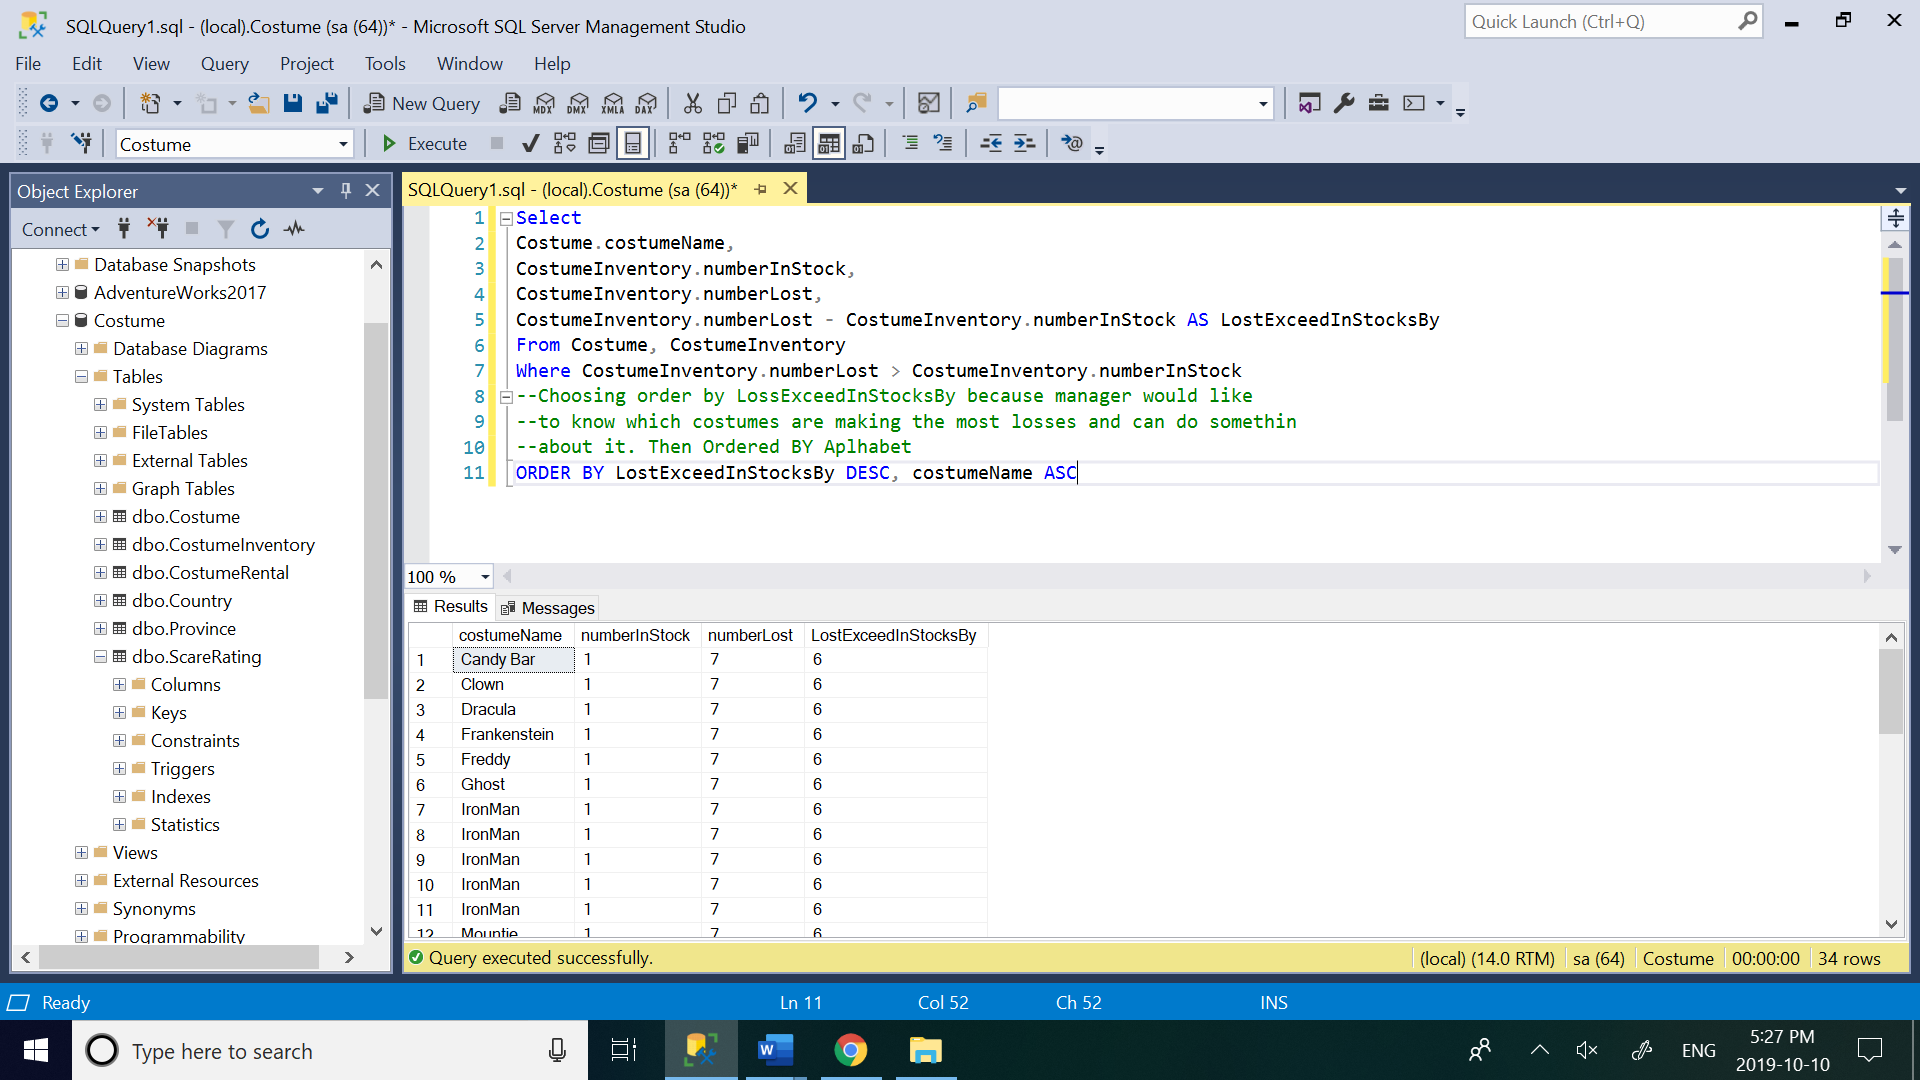 SQLQuery1.sql - (local).Costume (sa (64))* - Microsoft SQL Server Management Studio
Quick Launch (Ctrl+Q)
File Edit View Query Project Tools Window Help
New Query MDX DMX XMLA DAX
Costume Execute
Object Explorer
Connect
Database Snapshots
AdventureWorks2017
Costume
Database Diagrams
Tables
System Tables
FileTables
External Tables
Graph Tables
dbo.Costume
dbo.CostumeInventory
dbo.CostumeRental
dbo.Country
dbo.Province
dbo.ScareRating
Columns
Keys
Constraints
Triggers
Indexes
Statistics
Views
External Resources
Synonyms
Programmability
SQLQuery1.sql - (local).Costume (sa (64))*
1 Select
2 Costume.costumeName,
3 CostumeInventory.numberInStock,
4 CostumeInventory.numberLost,
5 CostumeInventory.numberLost - CostumeInventory.numberInStock AS LostExceedInStocksBy
6 From Costume, CostumeInventory
7 Where CostumeInventory.numberLost > CostumeInventory.numberInStock
8 --Choosing order by LossExceedInStocksBy because manager would like
9 --to know which costumes are making the most losses and can do somethin
10 --about it. Then Ordered BY Aplhabet
11 ORDER BY LostExceedInStocksBy DESC, costumeName ASC
100 %
Results Messages
costumeName numberInStock numberLost LostExceedInStocksBy
1 Candy Bar 1 7 6
2 Clown 1 7 6
3 Dracula 1 7 6
4 Frankenstein 1 7 6
5 Freddy 1 7 6
6 Ghost 1 7 6
7 IronMan 1 7 6
8 IronMan 1 7 6
9 IronMan 1 7 6
10 IronMan 1 7 6
11 IronMan 1 7 6
12 Mountie 1 7 6
Query executed successfully. (local) (14.0 RTM) sa (64) Costume 00:00:00 34 rows
Ready Ln 11 Col 52 Ch 52 INS
Type here to search
ENG
5:27 PM
2019-10-10